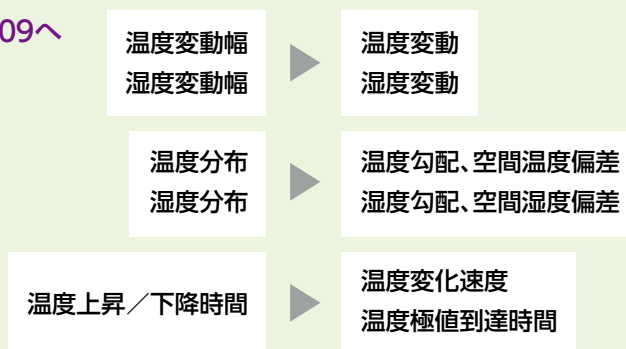 09へ
温度変動幅
湿度変動幅
温度変動
湿度変動
温度分布
湿度分布
温度勾配、空間温度偏差
湿度勾配、空間湿度偏差
温度上昇／下降時間
温度変化速度
温度極値到達時間